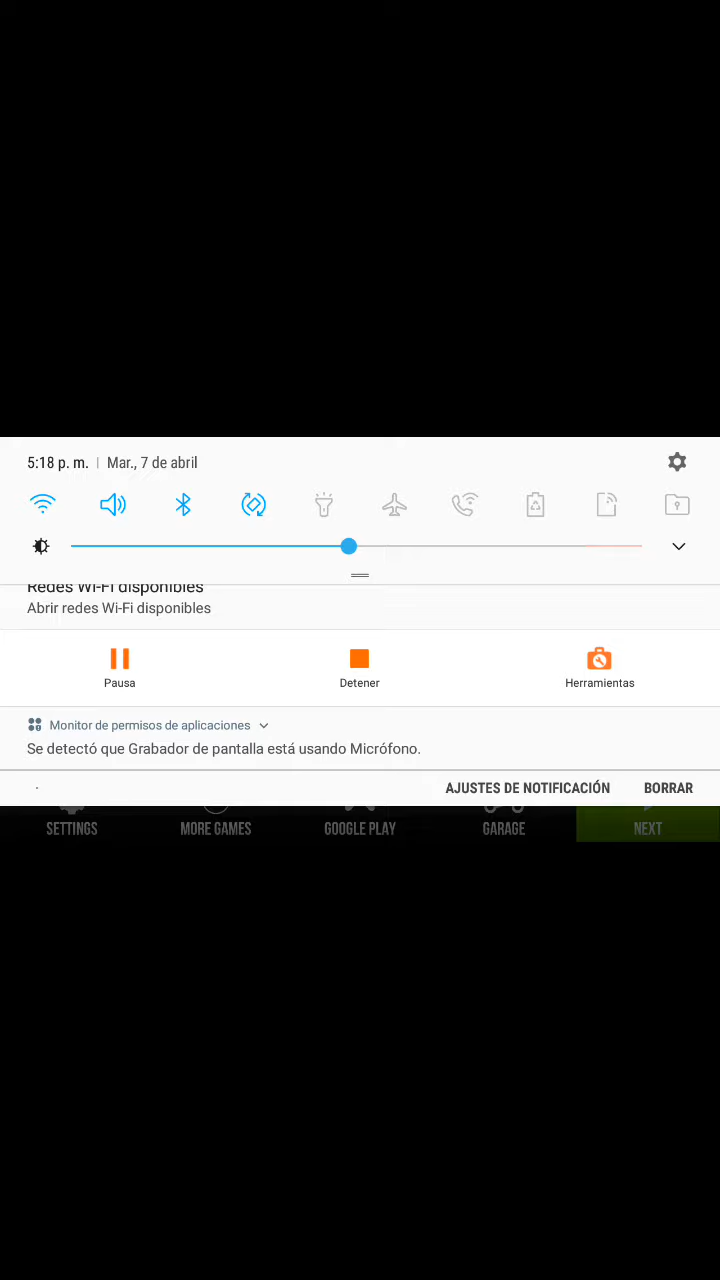 5:18 p. m. | Mar., 7 de abril
Redes Wi-Fi disponibles
Abrir redes Wi-Fi disponibles
Pausa Detener Herramientas
Monitor de permisos de aplicaciones
Se detectó que Grabador de pantalla está usando Micrófono.
AJUSTES DE NOTIFICACIÓN BORRAR
SETTINGS MORE GAMES GOOGLE PLAY GARAGE NEXT